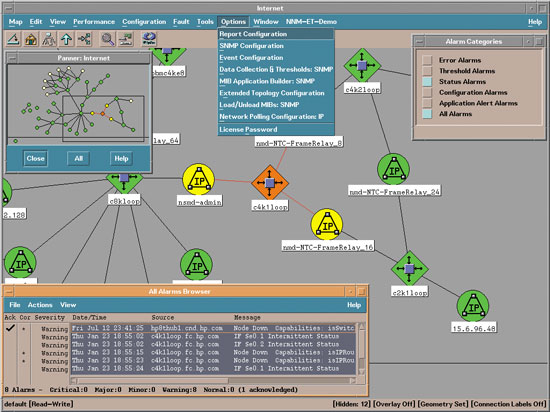 Internet
Map Edit View Performance Configuration Fault Tools Options Window NNM-ET-Demo Help
Report Configuration
SNMP Configuration
Event Configuration
Data Collection & Thresholds: SNMP
MIB Application Builder: SNMP
Extended Topology Configuration
Load/Unload MIBs: SNMP
Network Polling Configuration: IP
License Password
Panner: Internet
Close All Help
Alarm Categories
Error Alarms
Threshold Alarms
Status Alarms
Configuration Alarms
Application Alert Alarms
All Alarms
bmc4ke8
c4k2loop
elay_64
nmd-NTC-FrameRelay_8
IP
nmd-NTC-FrameRelay_24
c8kloop
IP
nsmd-admin
c4k1loop
2.128
IP
nmd-NTC-FrameRelay_16
IP
IP
IP
c2k1loop
IP
15.6.96.48
All Alarms Browser
File Actions View Help
Ack Cor Severity Date/Time Source Message
Warning Fri Jul 12 23:41:25 hp8thub1.cnd.hp.com Node Down Capabilities: isSwitc
Warning Thu Jan 23 18:55:02 c4k1loop.fc.hp.com IF Se0.1 Intermittent Status
Warning Thu Jan 23 18:55:02 c4k1loop.fc.hp.com IF Se0.2 Intermittent Status
Warning Thu Jan 23 18:55:15 c4k1loop.fc.hp.com Node Down Capabilities: isIPRou
Warning Thu Jan 23 18:55:23 c4k1loop.fc.hp.com Node Down Capabilities: isIPRou
Warning Thu Jan 23 18:55:24 c4k1loop.fc.hp.com IF Se0.1 Intermittent Status
8 Alarms - Critical:0 Major:0 Minor:0 Warning:8 Normal:0 (1 acknowledged)
default [Read-Write] [Hidden: 12] [Overlay Off] [Geometry Set] [Connection Labels Off]